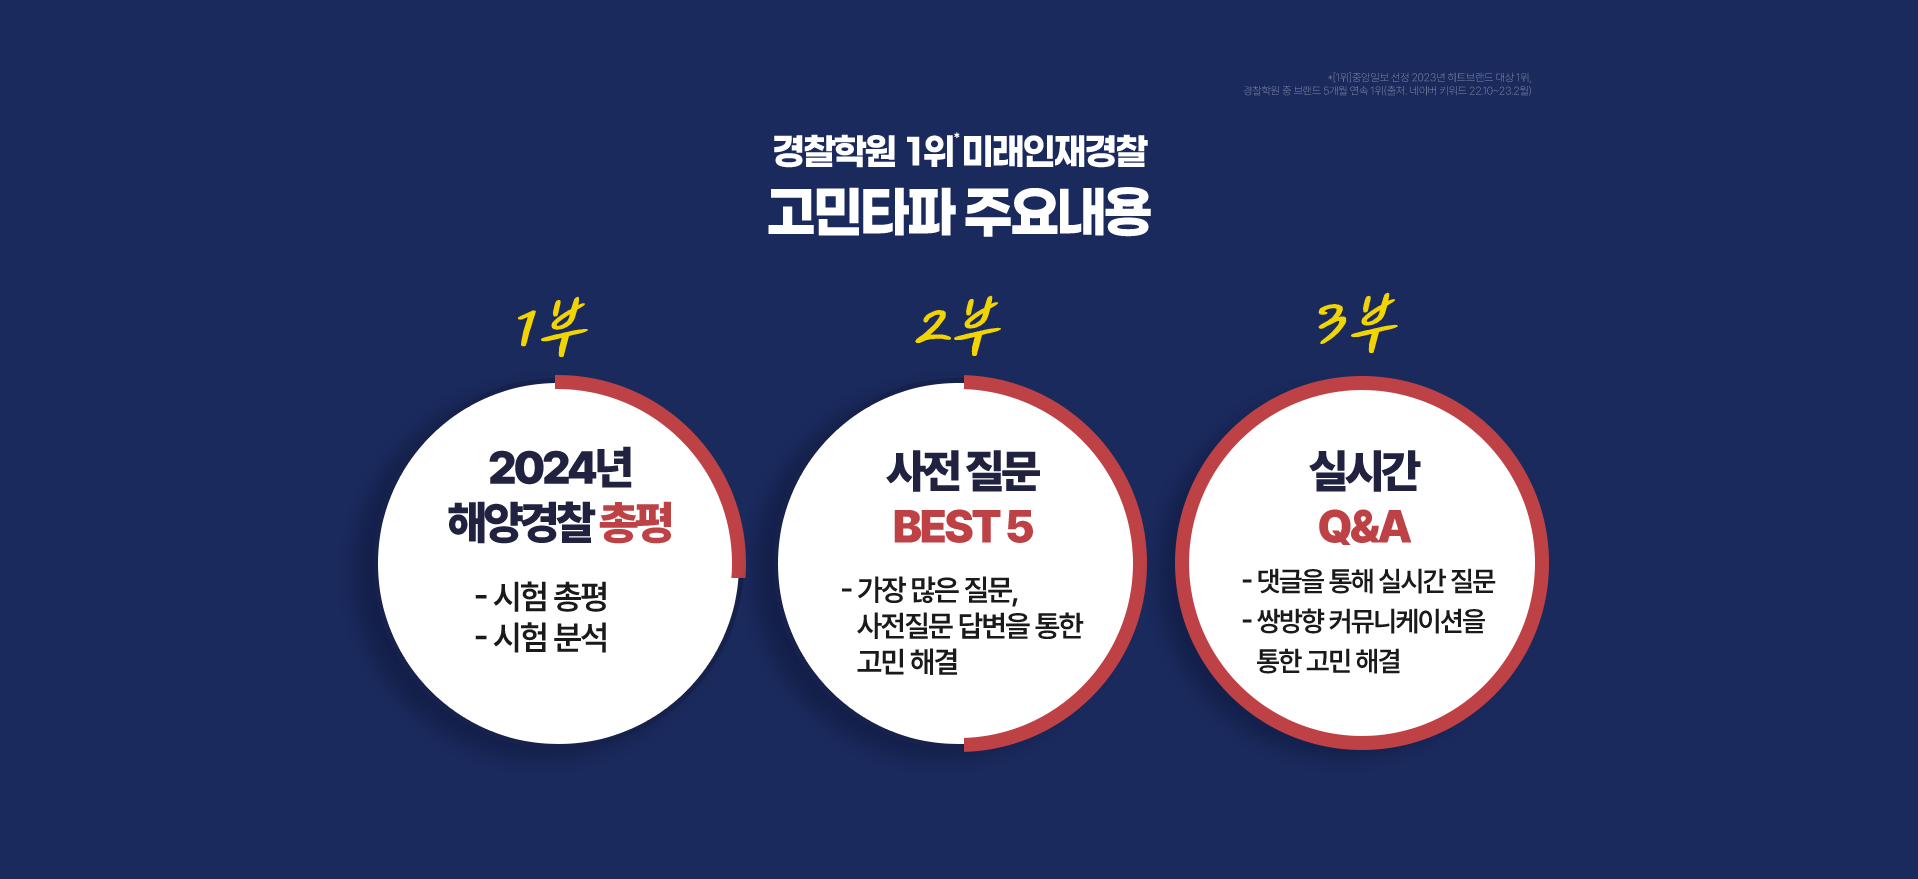 *[1위]중앙일보 선정 2023년 히트브랜드 대상 1위,
경찰학원 중 브랜드 5개월 연속 1위(출처. 네이버 키워드 22.10~23.2월)
경찰학원 1위*미래인재경찰
고민타파 주요내용
1부
2024년
해양경찰 총평
- 시험 총평
- 시험 분석
2부
사전 질문
BEST 5
- 가장 많은 질문,
사전질문 답변을 통한
고민 해결
3부
실시간
Q&A
- 댓글을 통해 실시간 질문
- 쌍방향 커뮤니케이션을
통한 고민 해결